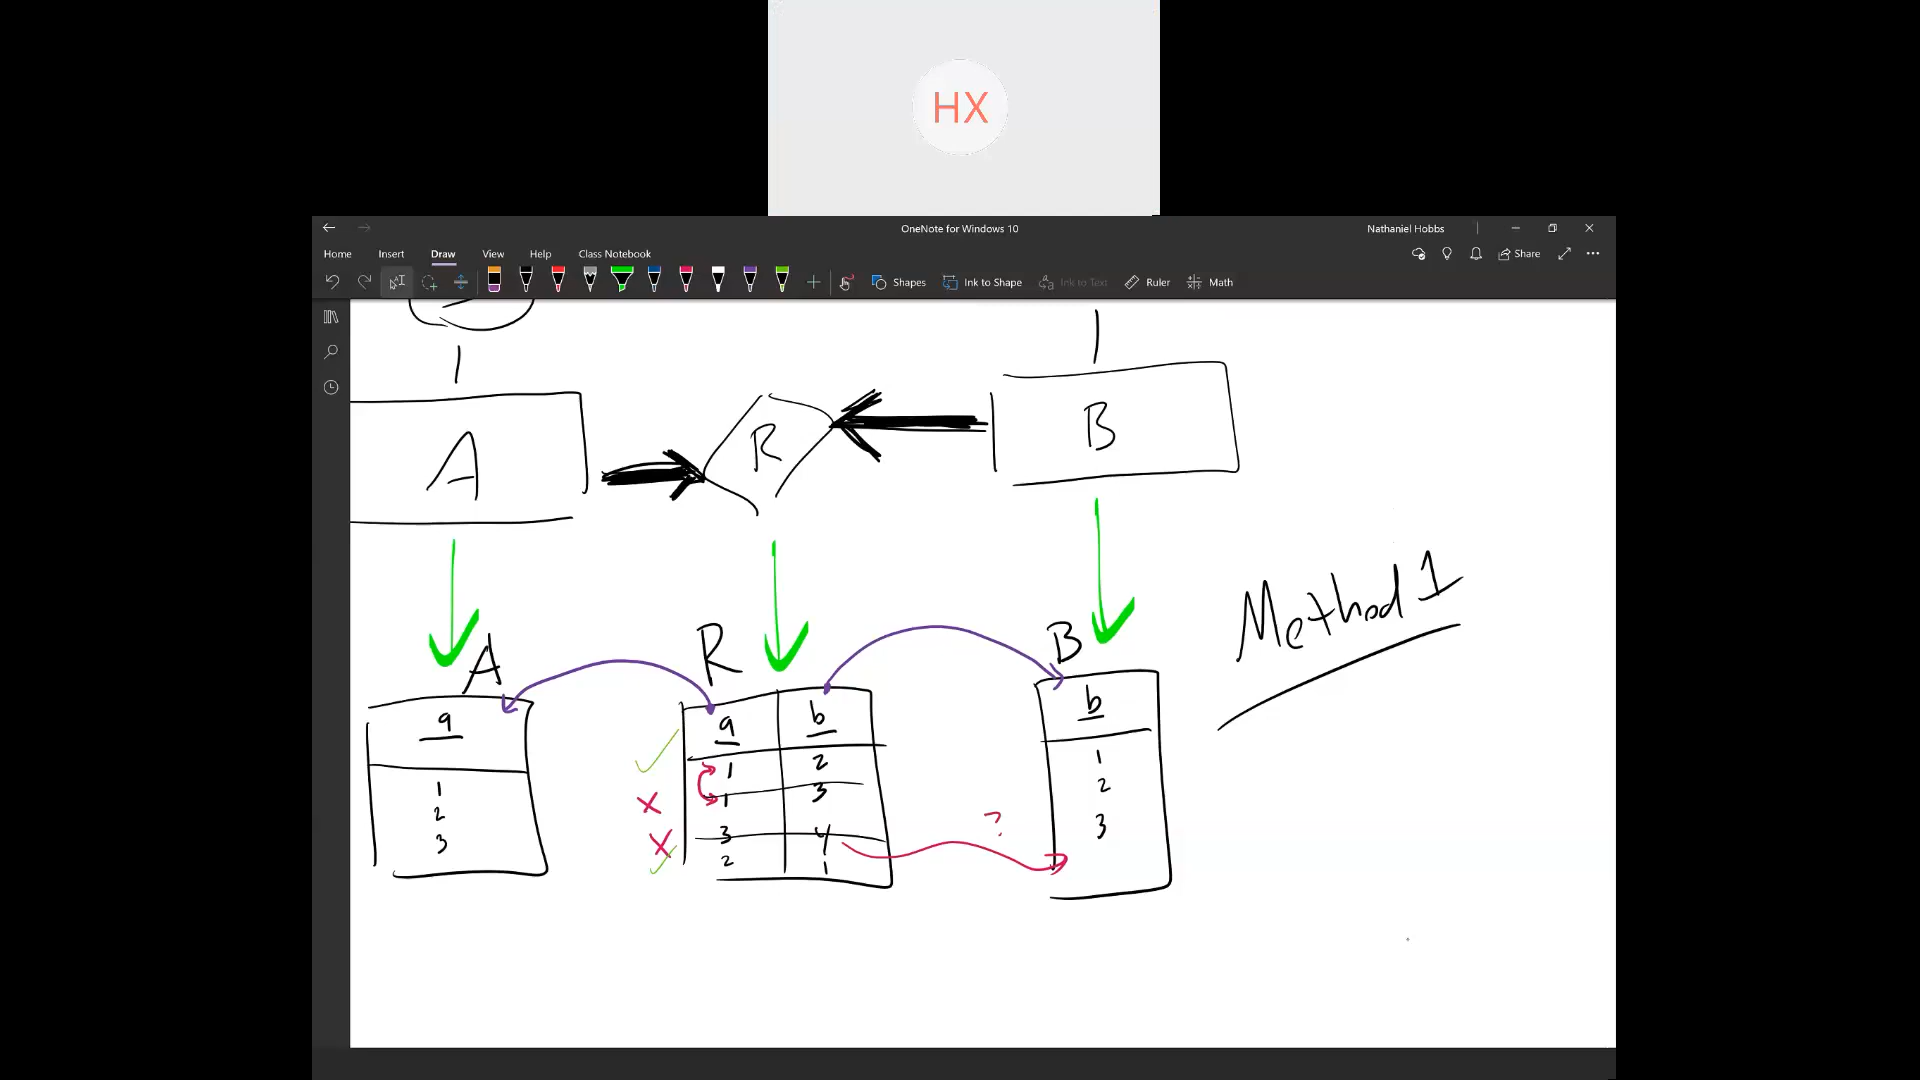 HX
OneNote for Windows 10
Nathaniel Hobbs
Home Insert Draw View Help Class Notebook
Share
Shapes Ink to Shape Ink to Text Ruler Math
A R B
Method 1
A R B
a a b b
1 1 2 1
2 1 3 2
3 3 4 ? 3
2 1